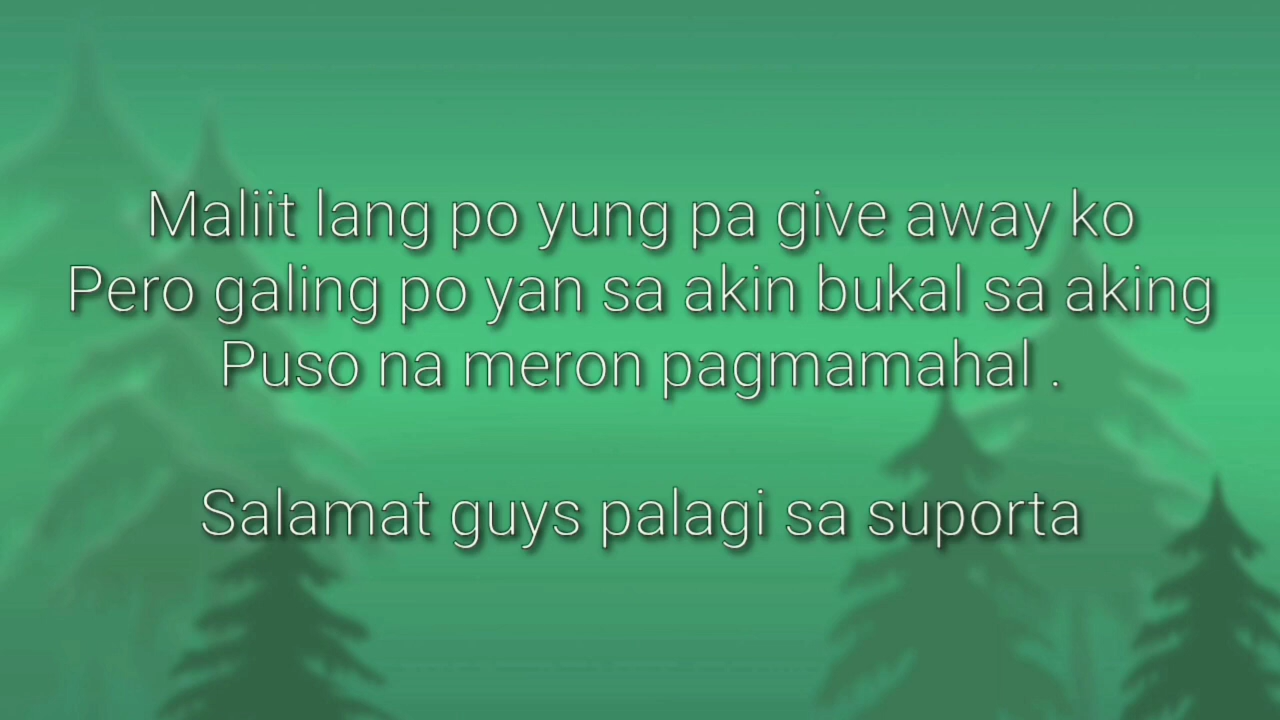 Maliit lang po yung pa give away ko
Pero galing po yan sa akin bukal sa aking
Puso na meron pagmamahal .
Salamat guys palagi sa suporta